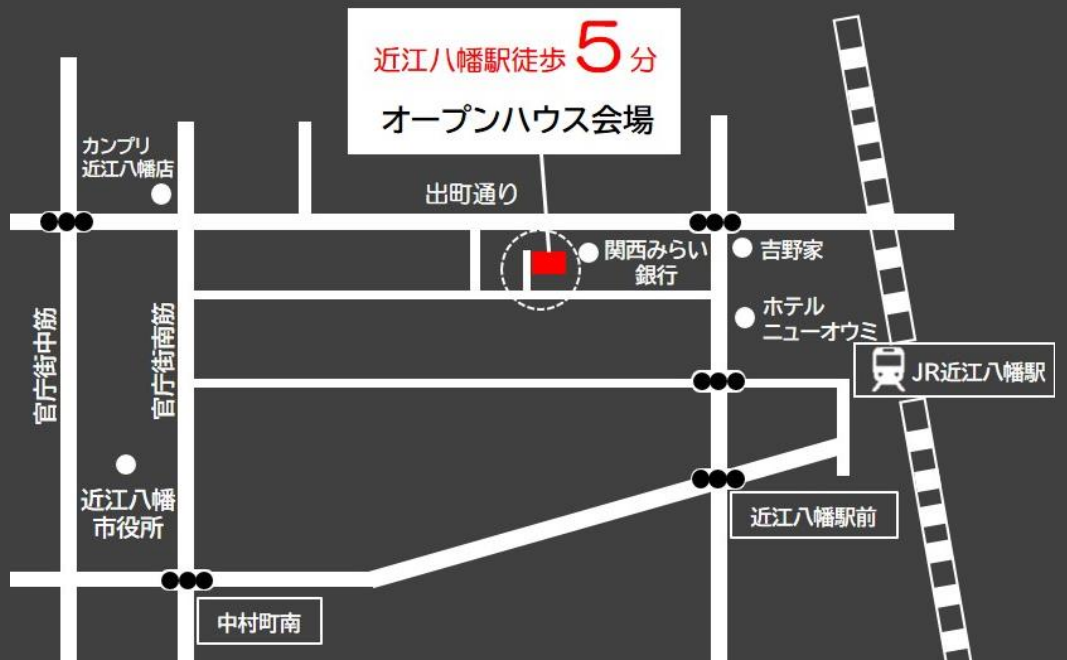 近江八幡駅徒歩5分
オープンハウス会場
カンプリ
近江八幡店
出町通り
関西みらい
銀行
吉野家
ホテル
ニューオウミ
官庁街中筋
官庁街南筋
JR近江八幡駅
近江八幡
市役所
近江八幡駅前
中村町南